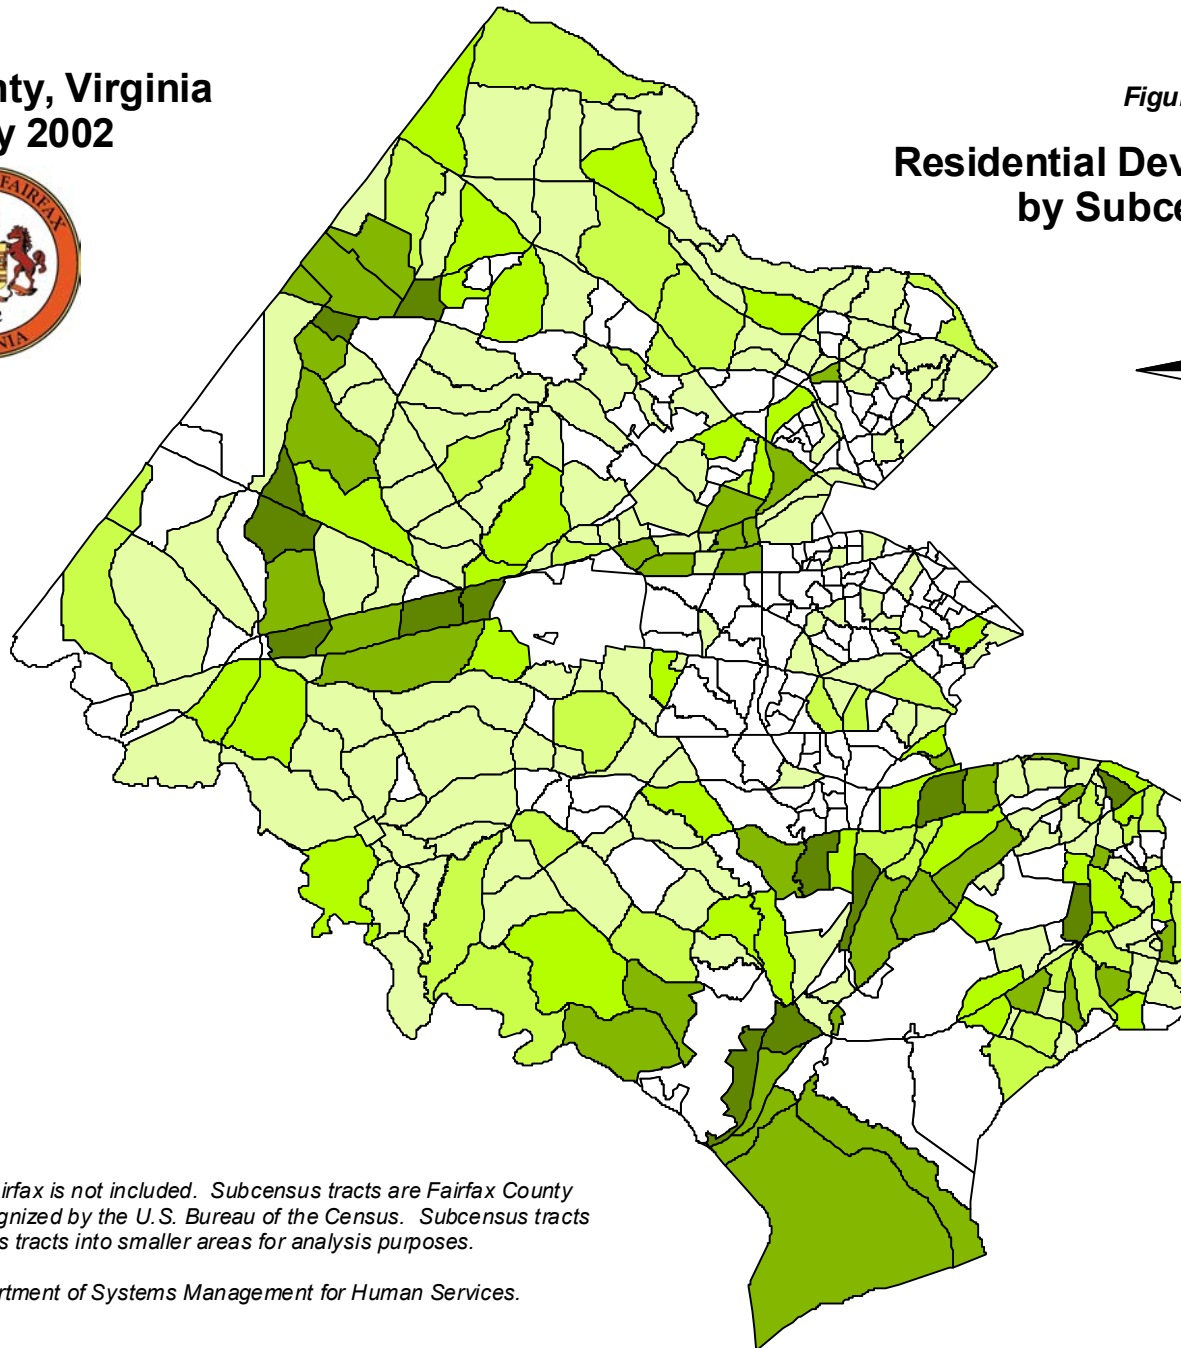 nty, Virginia
y 2002
FAIRFAX
NIA
Figu
Residential Dev
by Subce
irfax is not included.  Subcensus tracts are Fairfax County
gnized by the U.S. Bureau of the Census.  Subcensus tracts
s tracts into smaller areas for analysis purposes.
rtment of Systems Management for Human Services.